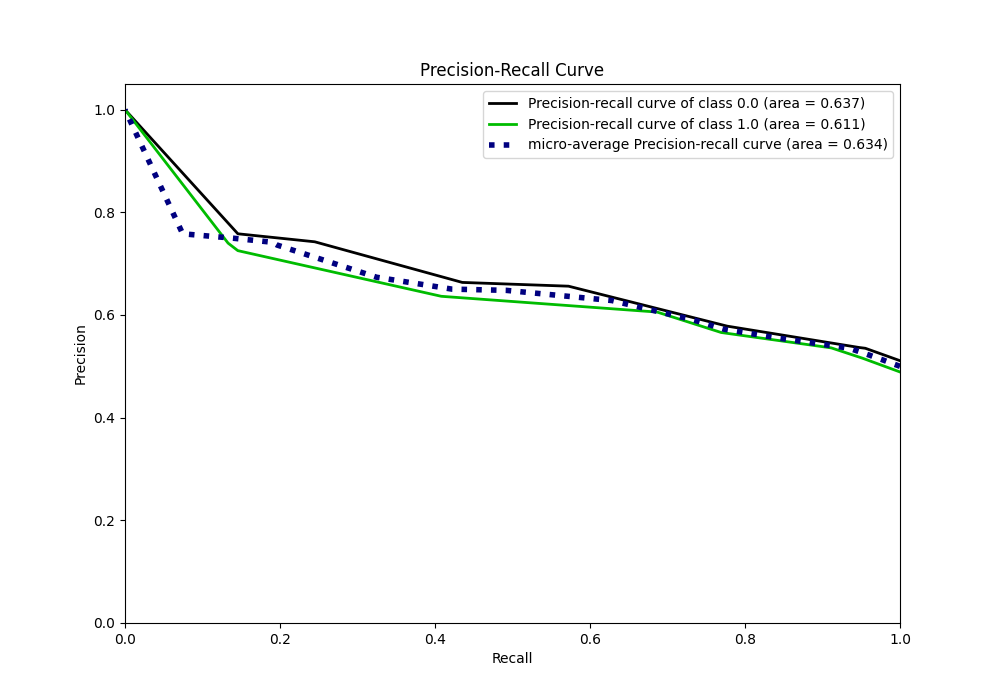 Precision-Recall Curve
Precision-recall curve of class 0.0 (area = 0.637)
Precision-recall curve of class 1.0 (area = 0.611)
micro-average Precision-recall curve (area = 0.634)
1.0
0.8
0.6
0.4
0.2
0.0
Precision
0.0 0.2 0.4 0.6 0.8 1.0
Recall